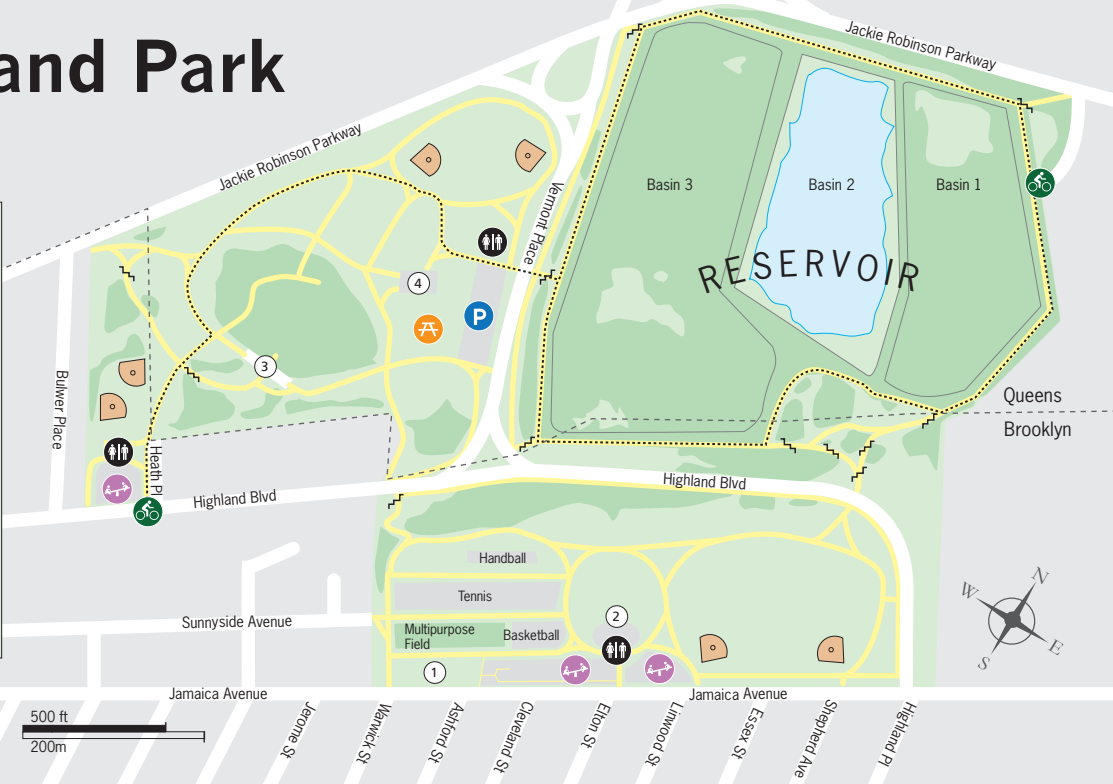 and Park
Jackie Robinson Parkway
Jackie Robinson Parkway
Vermont Place
Basin 3
Basin 2
Basin 1
RESERVOIR
4
P
3
Bulwer Place
Heath Pl
Queens
Brooklyn
Highland Blvd
Highland Blvd
Handball
Tennis
Multipurpose
Field
Basketball
2
1
Sunnyside Avenue
N
W
E
S
Jamaica Avenue
Jamaica Avenue
500 ft
200m
Jerome St
Warwick St
Ashford St
Cleveland St
Elton St
Linwood St
Essex St
Shepherd Ave
Highland Pl